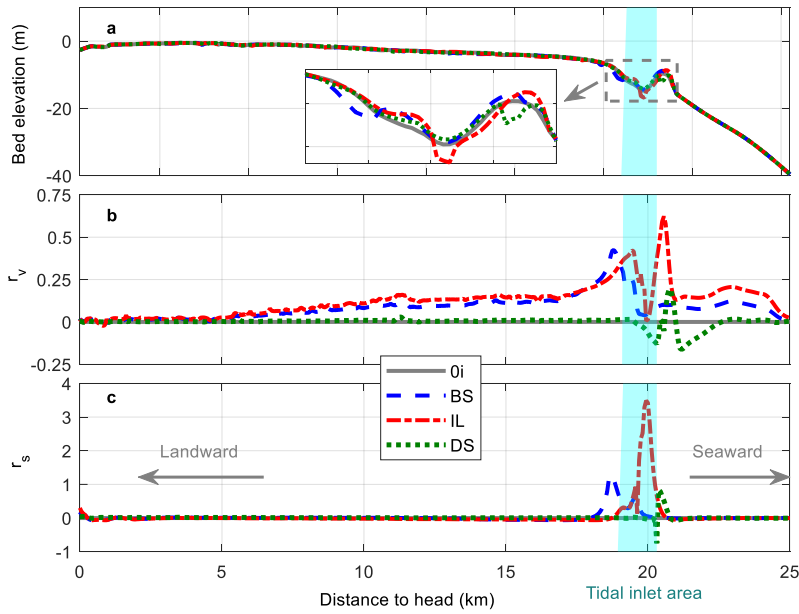 a
0
-20
-40
Bed elevation (m)
b
0.75
0.5
0.25
0
-0.25
r_v
0i
BS
IL
DS
c
4
3
2
1
0
-1
r_s
Landward
Seaward
0
5
10
15
20
25
Tidal inlet area
Distance to head (km)